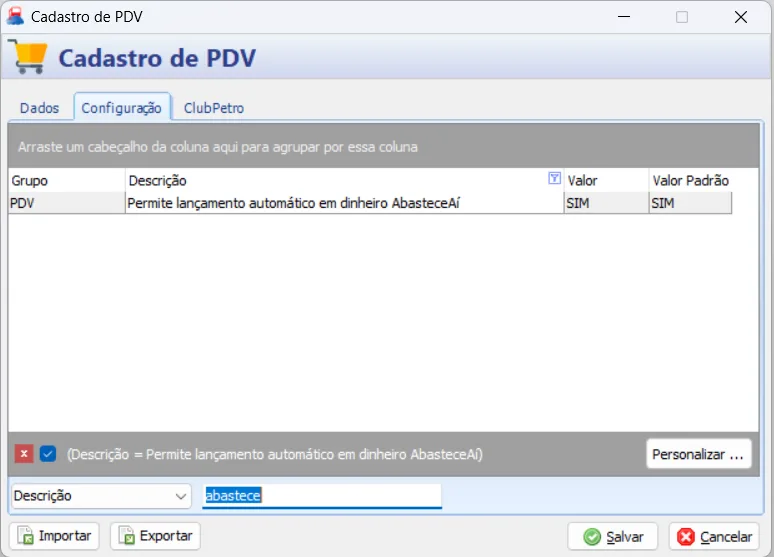 Cadastro de PDV
Cadastro de PDV
Dados Configuração ClubPetro
Arraste um cabeçalho da coluna aqui para agrupar por essa coluna
Grupo Descrição Valor Valor Padrão
PDV Permite lançamento automático em dinheiro AbasteceAí SIM SIM
(Descrição = Permite lançamento automático em dinheiro AbasteceAí) Personalizar ...
Descrição abastece
Importar Exportar Salvar Cancelar